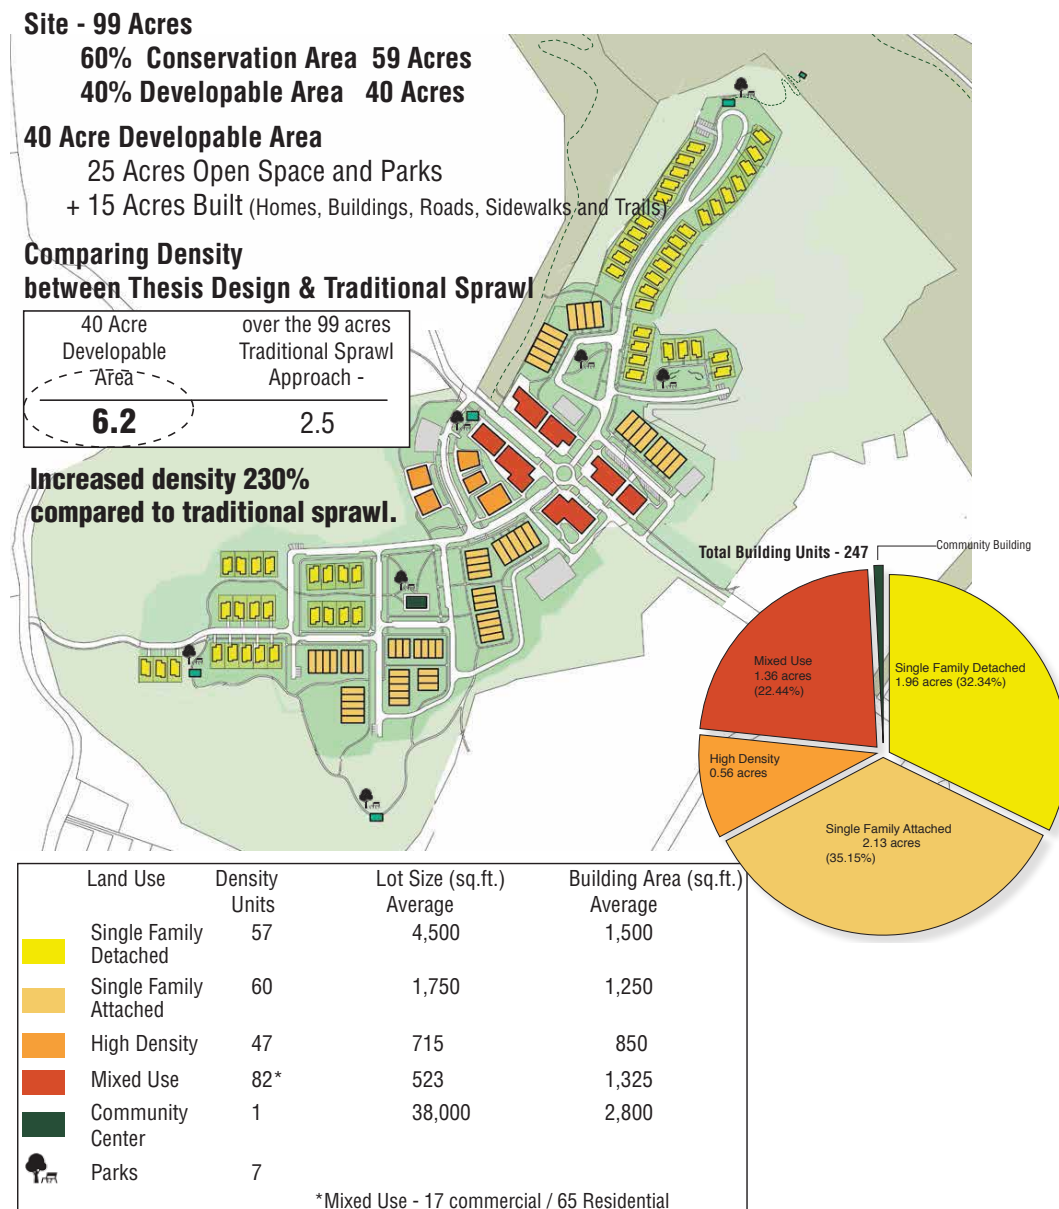 Site - 99 Acres
60% Conservation Area 59 Acres
40% Developable Area 40 Acres
40 Acre Developable Area
25 Acres Open Space and Parks
+ 15 Acres Built (Homes, Buildings, Roads, Sidewalks and Trails)
Comparing Density
between Thesis Design & Traditional Sprawl
40 Acre
Developable
Area
6.2
over the 99 acres
Traditional Sprawl
Approach -
2.5
Increased density 230%
compared to traditional sprawl.
Total Building Units - 247
Community Building
Mixed Use
1.36 acres
(22.44%)
Single Family Detached
1.96 acres (32.34%)
High Density
0.56 acres
Single Family Attached
2.13 acres
(35.15%)
Land Use Density Lot Size (sq.ft.) Building Area (sq.ft.)
Units Average Average
Single Family 57 4,500 1,500
Detached
Single Family 60 1,750 1,250
Attached
High Density 47 715 850
Mixed Use 82* 523 1,325
Community 1 38,000 2,800
Center
Parks 7
*Mixed Use - 17 commercial / 65 Residential